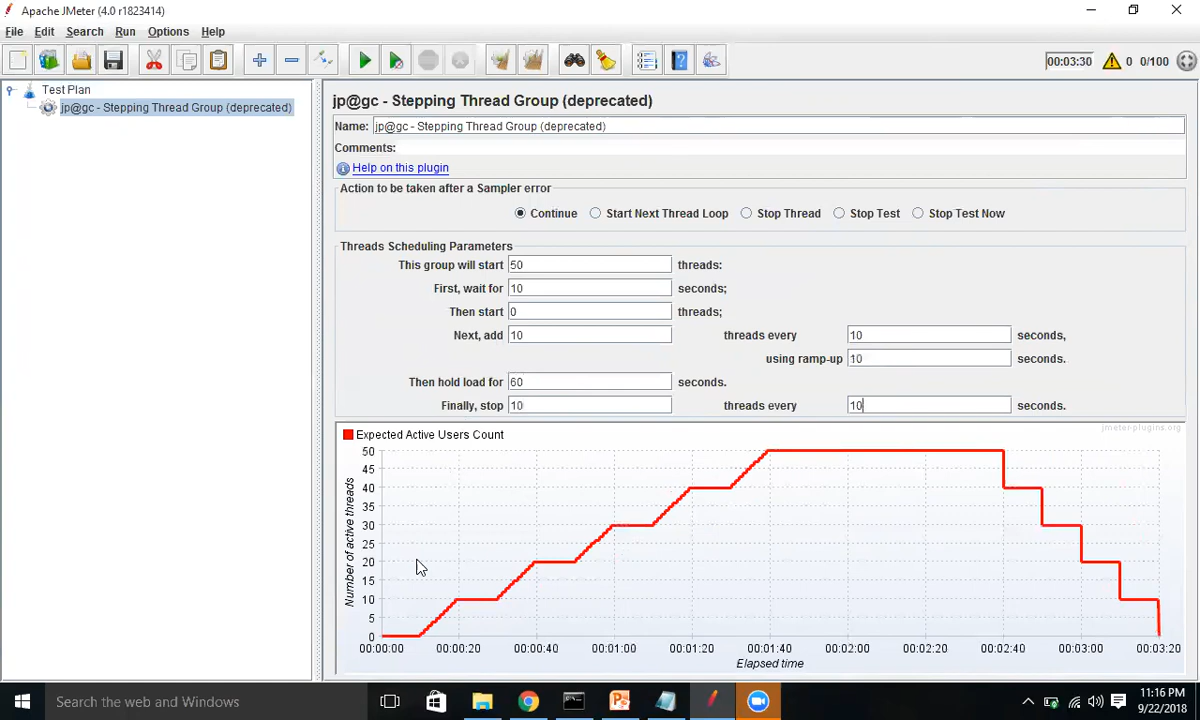 Apache JMeter (4.0 r1823414)
File Edit Search Run Options Help
00:03:30 0 0/100
Test Plan
jp@gc - Stepping Thread Group (deprecated)
jp@gc - Stepping Thread Group (deprecated)
Name: jp@gc - Stepping Thread Group (deprecated)
Comments:
Help on this plugin
Action to be taken after a Sampler error
Continue Start Next Thread Loop Stop Thread Stop Test Stop Test Now
Threads Scheduling Parameters
This group will start 50 threads:
First, wait for 10 seconds;
Then start 0 threads;
Next, add 10 threads every 10 seconds,
using ramp-up 10 seconds.
Then hold load for 60 seconds.
Finally, stop 10 threads every 10 seconds.
Expected Active Users Count
jmeter-plugins.org
Number of active threads
50
45
40
35
30
25
20
15
10
5
0
00:00:00 00:00:20 00:00:40 00:01:00 00:01:20 00:01:40 00:02:00 00:02:20 00:02:40 00:03:00 00:03:20
Elapsed time
Search the web and Windows
11:16 PM
9/22/2018